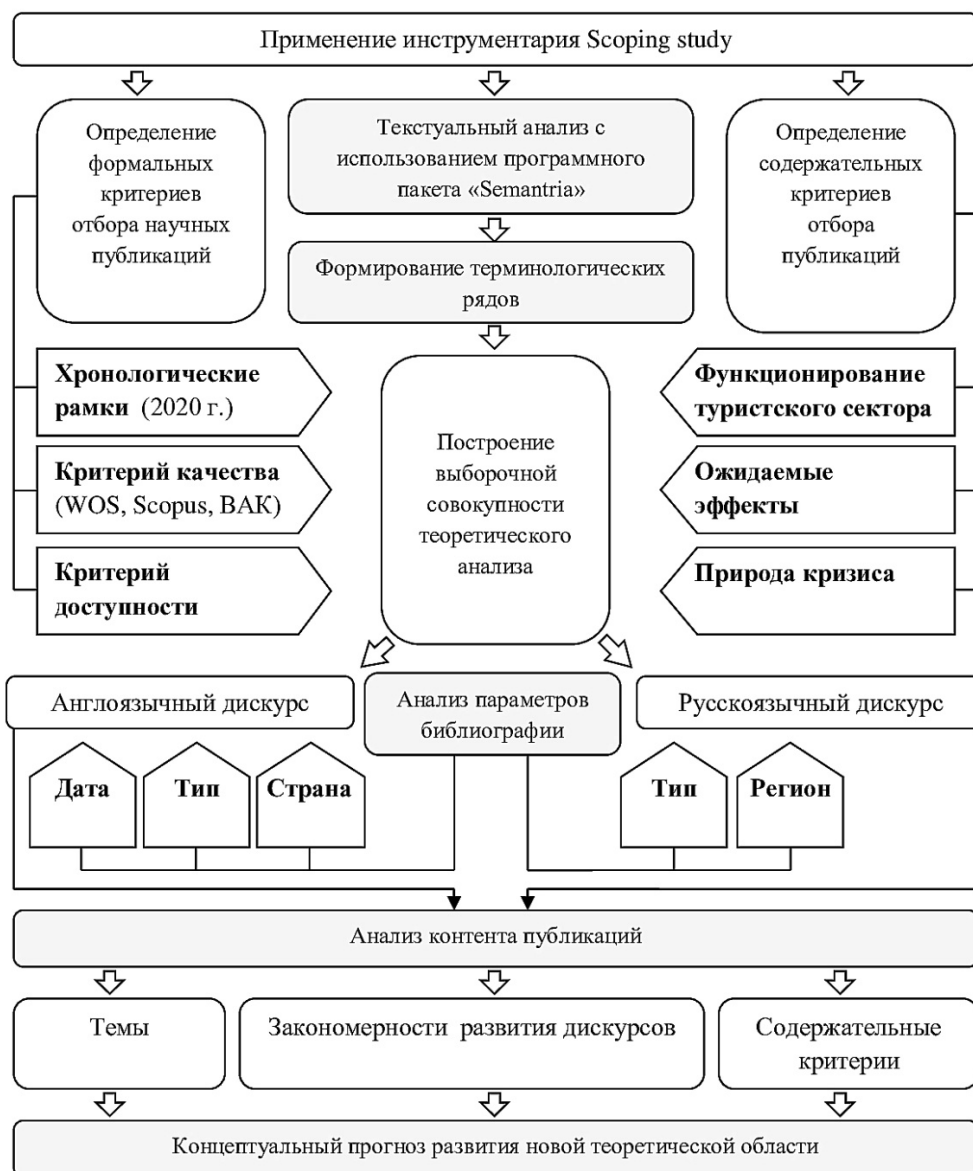 Применение инструментария Scoping study
Определение
формальных
критериев
отбора научных
публикаций
Текстуальный анализ с
использованием программного
пакета «Semantria»
Определение
содержательных
критериев
отбора
публикаций
Формирование терминологических
рядов
Хронологические
рамки (2020 г.)
Критерий качества
(WOS, Scopus, ВАК)
Критерий
доступности
Построение
выборочной
совокупности
теоретического
анализа
Функционирование
туристского сектора
Ожидаемые
эффекты
Природа кризиса
Англоязычный дискурс
Анализ параметров
библиографии
Русскоязычный дискурс
Дата
Тип
Страна
Тип
Регион
Анализ контента публикаций
Темы
Закономерности развития дискурсов
Содержательные
критерии
Концептуальный прогноз развития новой теоретической области